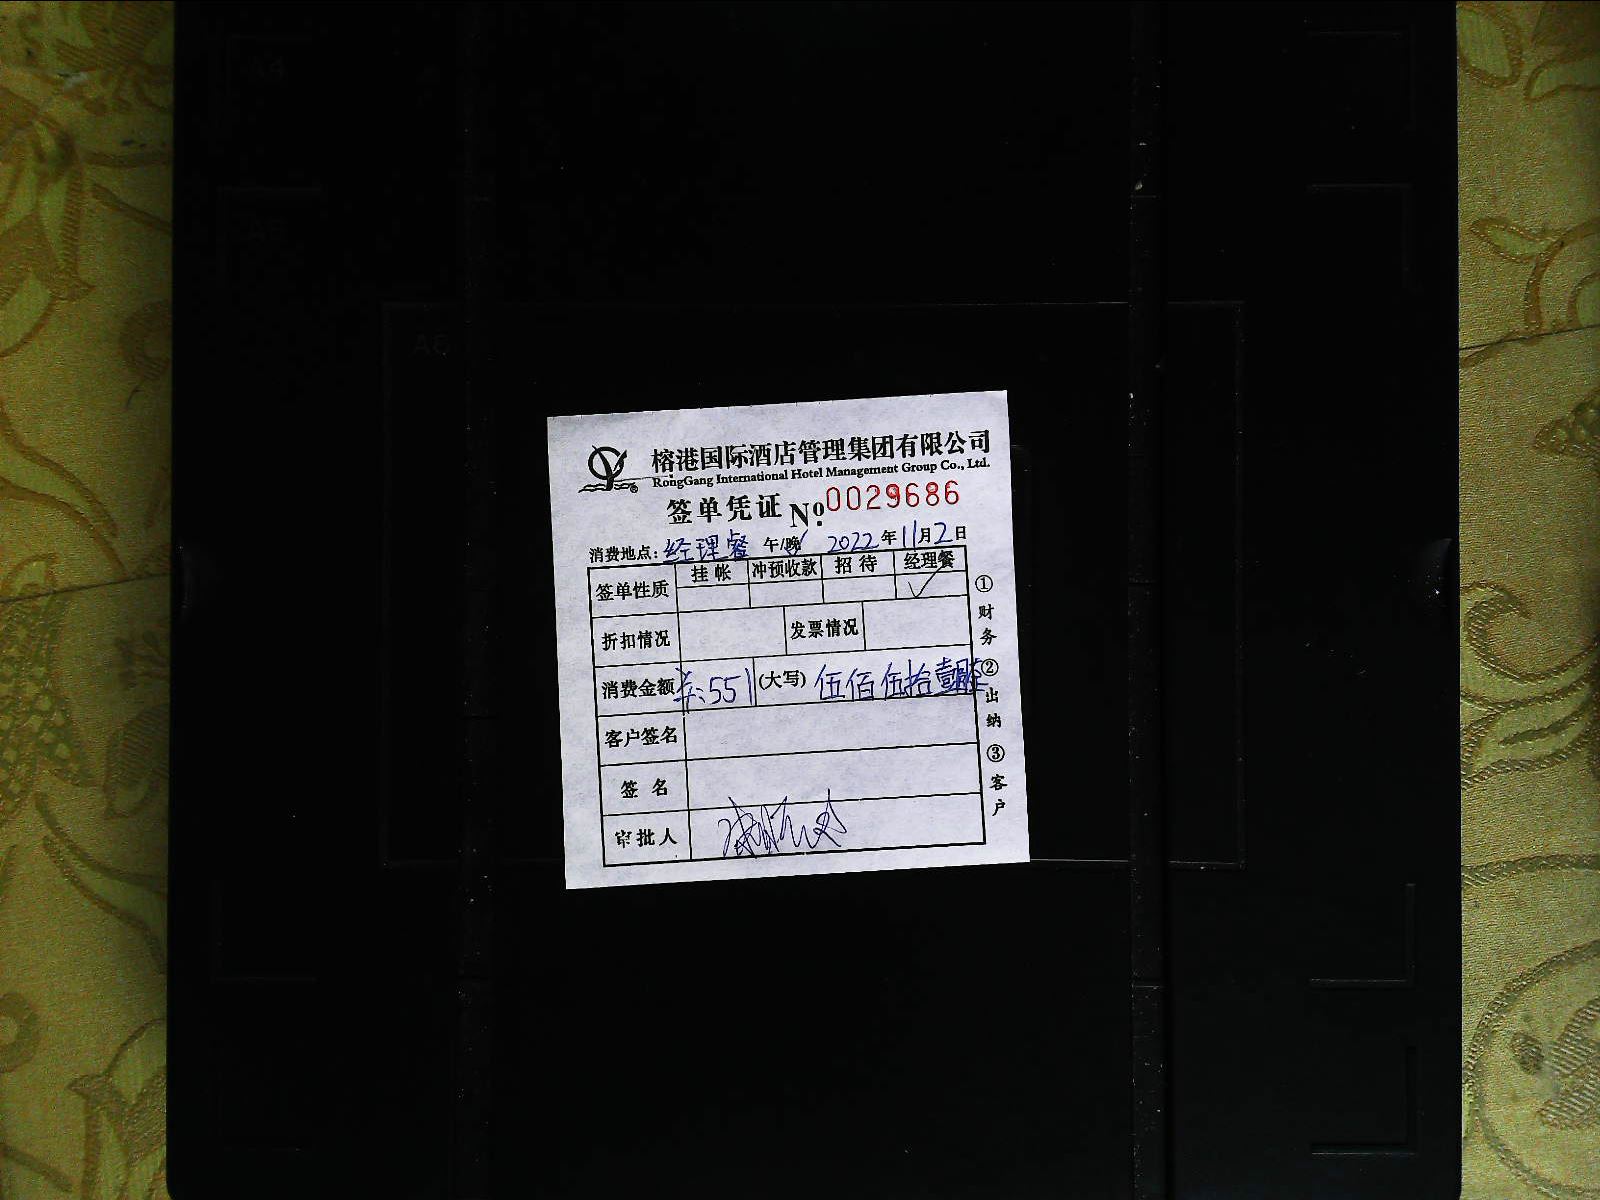 A4
A5
A6
榕港国际酒店管理集团有限公司
RongGang International Hotel Management Group Co., Ltd.
签单凭证 Nº. 0029686
消费地点: 经理餐 午/晚 2022年11月2日
签单性质 挂帐 冲预收款 招待 经理餐
✓
折扣情况 发票情况
消费金额 ¥:551 (大写) 伍佰伍拾壹
客户签名
签名
审批人
①财务 ②出纳 ③客户